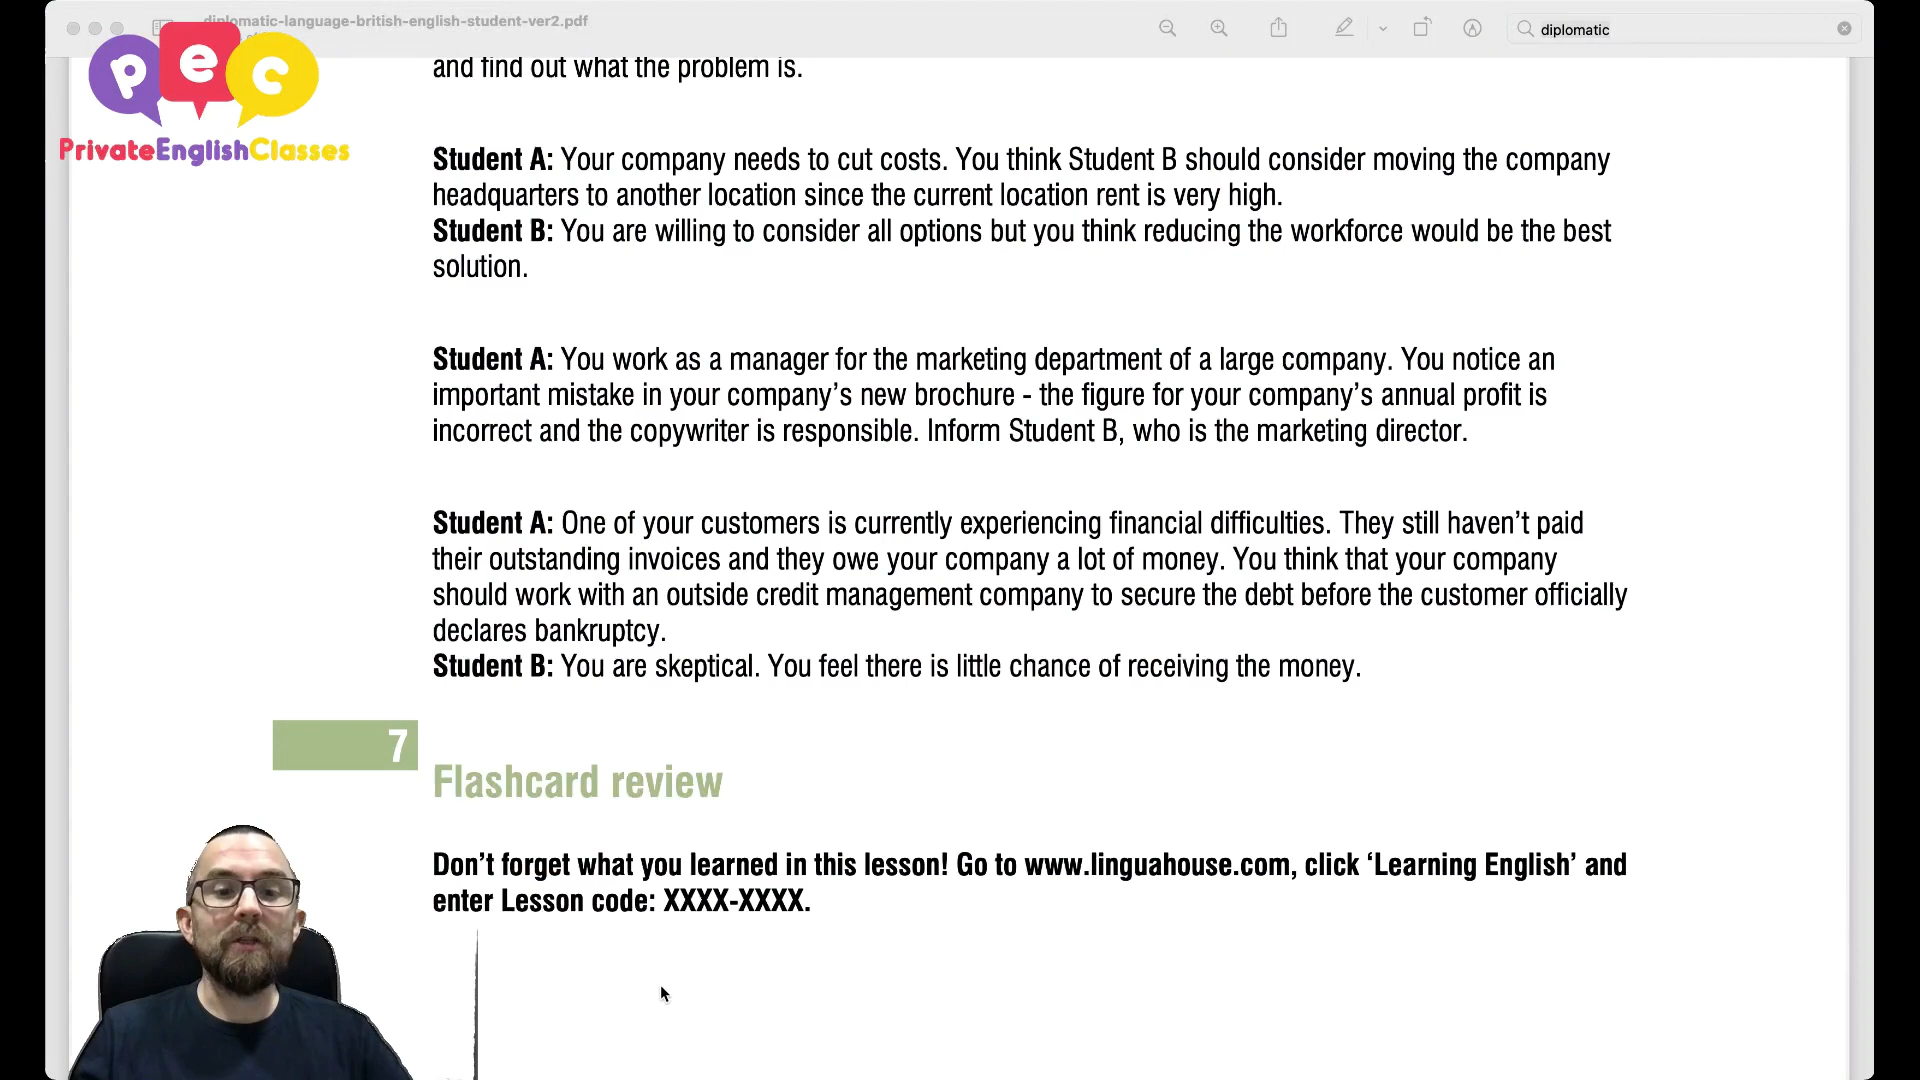 diplomatic-language-british-english-student-ver2.pdf
diplomatic
p e c
PrivateEnglishClasses
and find out what the problem is.
Student A: Your company needs to cut costs. You think Student B should consider moving the company
headquarters to another location since the current location rent is very high.
Student B: You are willing to consider all options but you think reducing the workforce would be the best
solution.
Student A: You work as a manager for the marketing department of a large company. You notice an
important mistake in your company’s new brochure - the figure for your company’s annual profit is
incorrect and the copywriter is responsible. Inform Student B, who is the marketing director.
Student A: One of your customers is currently experiencing financial difficulties. They still haven’t paid
their outstanding invoices and they owe your company a lot of money. You think that your company
should work with an outside credit management company to secure the debt before the customer officially
declares bankruptcy.
Student B: You are skeptical. You feel there is little chance of receiving the money.
7
Flashcard review
Don’t forget what you learned in this lesson! Go to www.linguahouse.com, click ‘Learning English’ and
enter Lesson code: XXXX-XXXX.